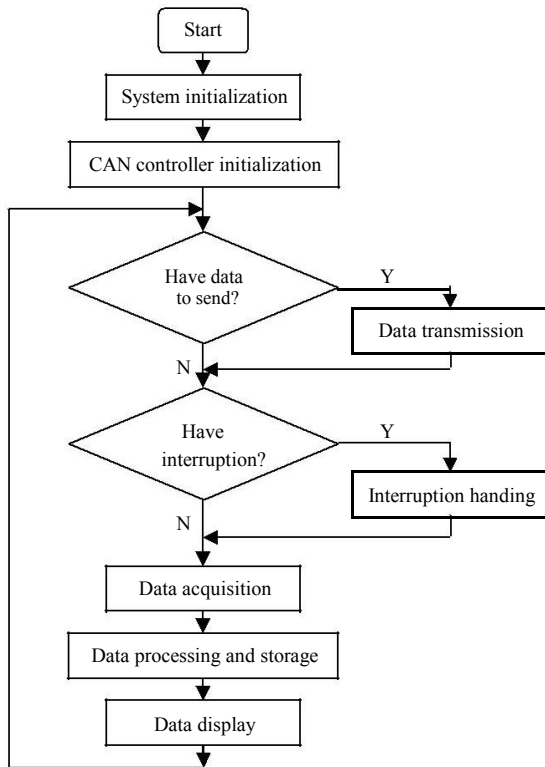 Start
System initialization
CAN controller initialization
Have data
to send?
Y
Data transmission
N
Have
interruption?
Y
Interruption handing
N
Data acquisition
Data processing and storage
Data display